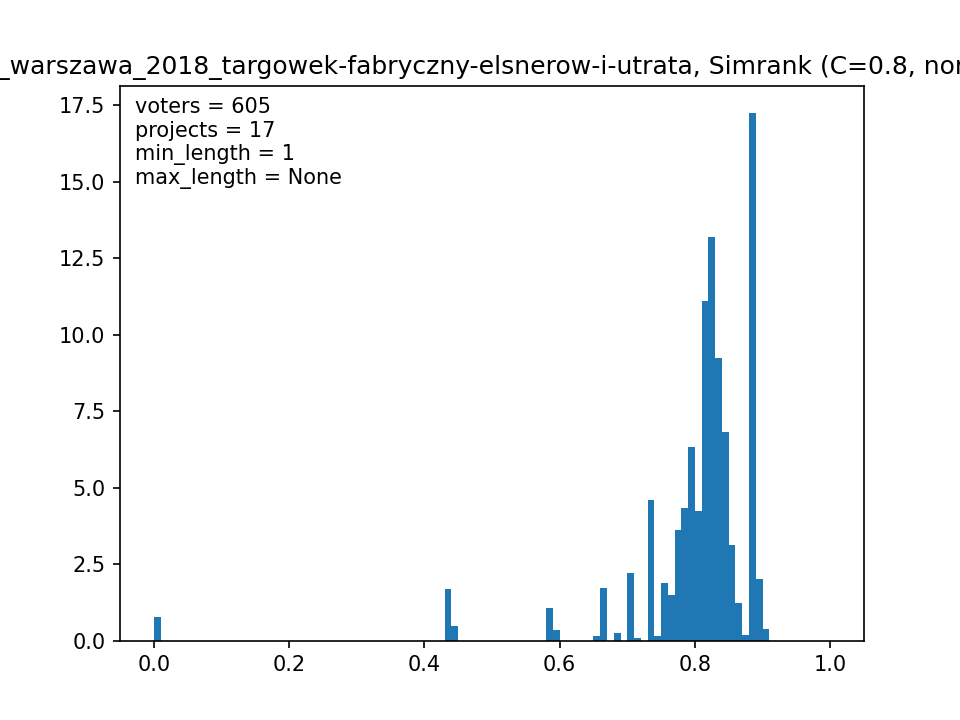 _warszawa_2018_targowek-fabryczny-elsnerow-i-utrata, Simrank (C=0.8, nor
voters = 605
projects = 17
min_length = 1
max_length = None
17.5
15.0
12.5
10.0
7.5
5.0
2.5
0.0
0.0 0.2 0.4 0.6 0.8 1.0